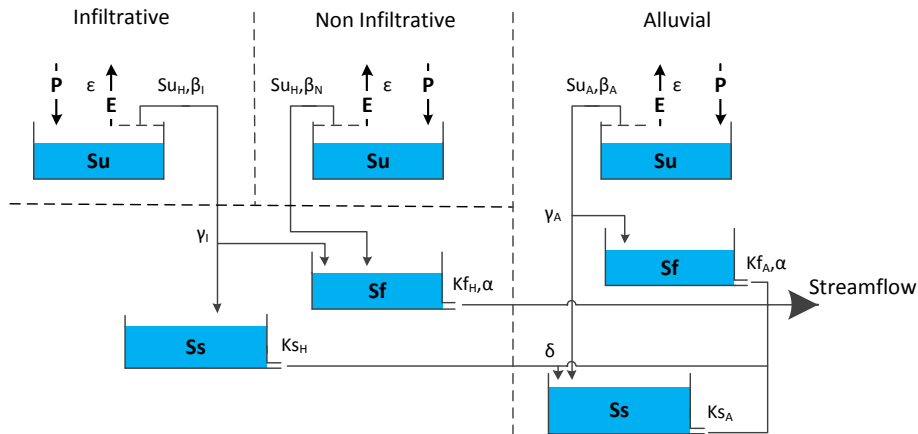 Infiltrative
Non Infiltrative
Alluvial
P ε E Su_H,β_I
Su_H,β_N E ε P
Su_A,β_A E ε P
Su
Su
Su
γ_I
γ_A
Sf
Kf_H,α
Sf
Kf_A,α
Streamflow
Ss
Ks_H
δ
Ss
Ks_A